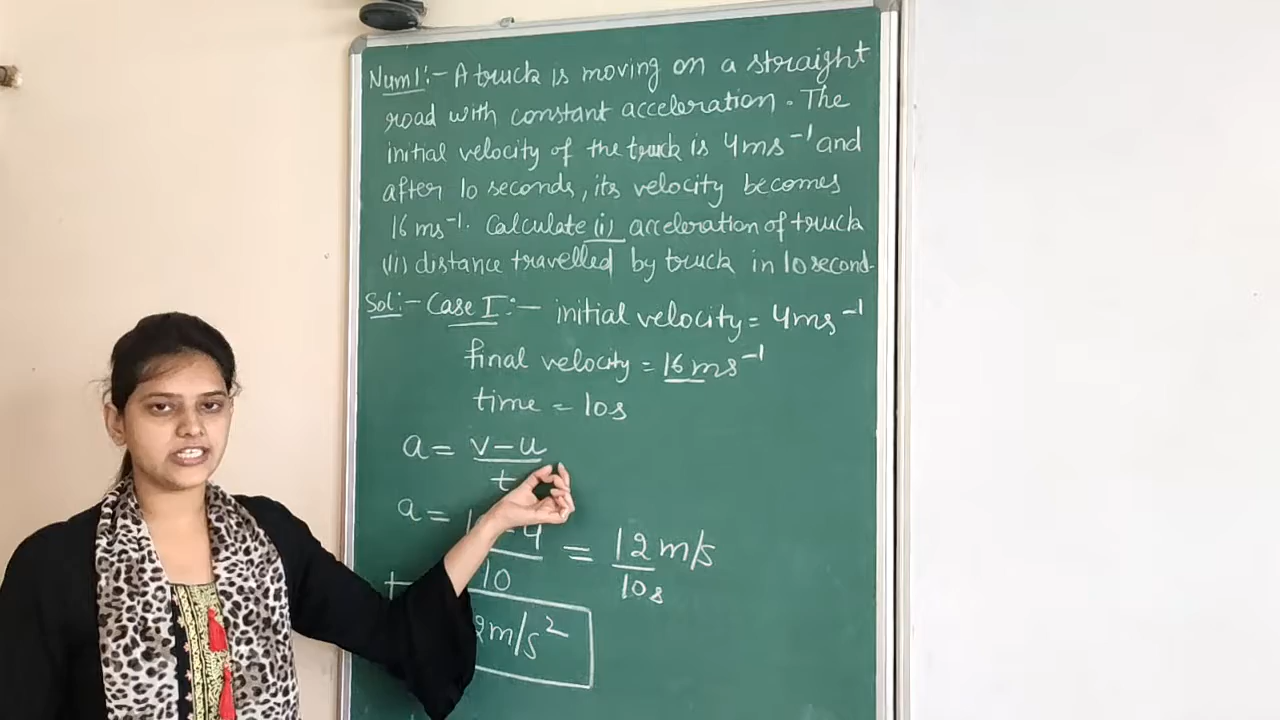 Num1:- A truck is moving on a straight
road with constant acceleration. The
initial velocity of the truck is 4ms⁻¹ and
after 10 seconds, its velocity becomes
16 ms⁻¹. Calculate (i) acceleration of truck
(ii) distance travelled by truck in 10 second.
Sol:- Case I:- initial velocity = 4ms⁻¹
final velocity = 16 ms⁻¹
time = 10s
a = v-u
t
a = - 4 = 12 m/s
10 10s
2m/s²